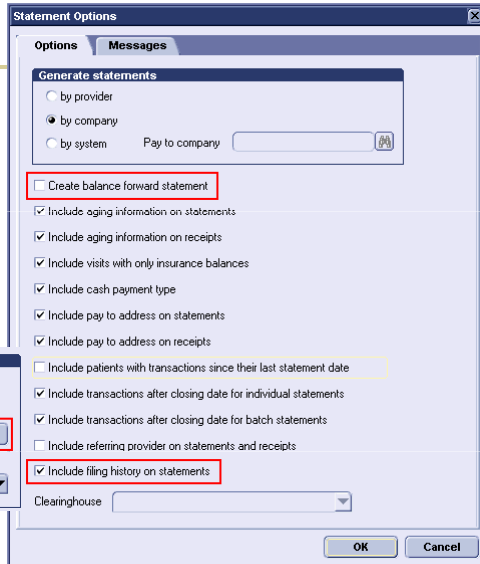 Statement Options
Options Messages
Generate statements
by provider
by company
by system Pay to company
Create balance forward statement
Include aging information on statements
Include aging information on receipts
Include visits with only insurance balances
Include cash payment type
Include pay to address on statements
Include pay to address on receipts
Include patients with transactions since their last statement date
Include transactions after closing date for individual statements
Include transactions after closing date for batch statements
Include referring provider on statements and receipts
Include filing history on statements
Clearinghouse
OK Cancel